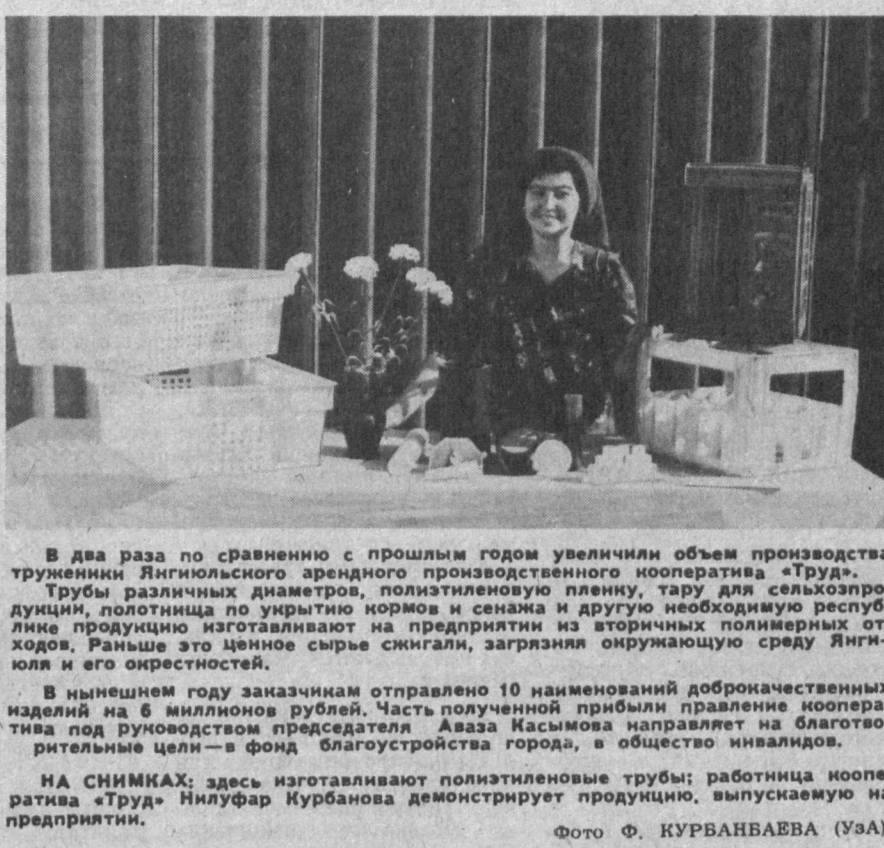 В два раза по сравнению с прошлым годом увеличили объем производства
труженики Янгиюльского арендного производственного кооператива «Труд».
Трубы различных диаметров, полиэтиленовую пленку, тару для сельхозпро
дукции, полотнища по укрытию кормов и сенажа и другую необходимую респуб
лике продукцию изготавливают на предприятии из вторичных полимерных от
ходов. Раньше это ценное сырье сжигали, загрязняя окружающую среду Янги-
юля и его окрестностей.
В нынешнем году заказчикам отправлено 10 наименований доброкачественных
изделий на 6 миллионов рублей. Часть полученной прибыли правление коопера
тива под руководством председателя Аваза Касымова направляет на благотво
рительные цели — в фонд благоустройства города, в общество инвалидов.
НА СНИМКАХ: здесь изготавливают полиэтиленовые трубы; работница коопе
ратива «Труд» Нилуфар Курбанова демонстрирует продукцию, выпускаемую на
предприятии.
Фото Ф. КУРБАНБАЕВА (УзА)